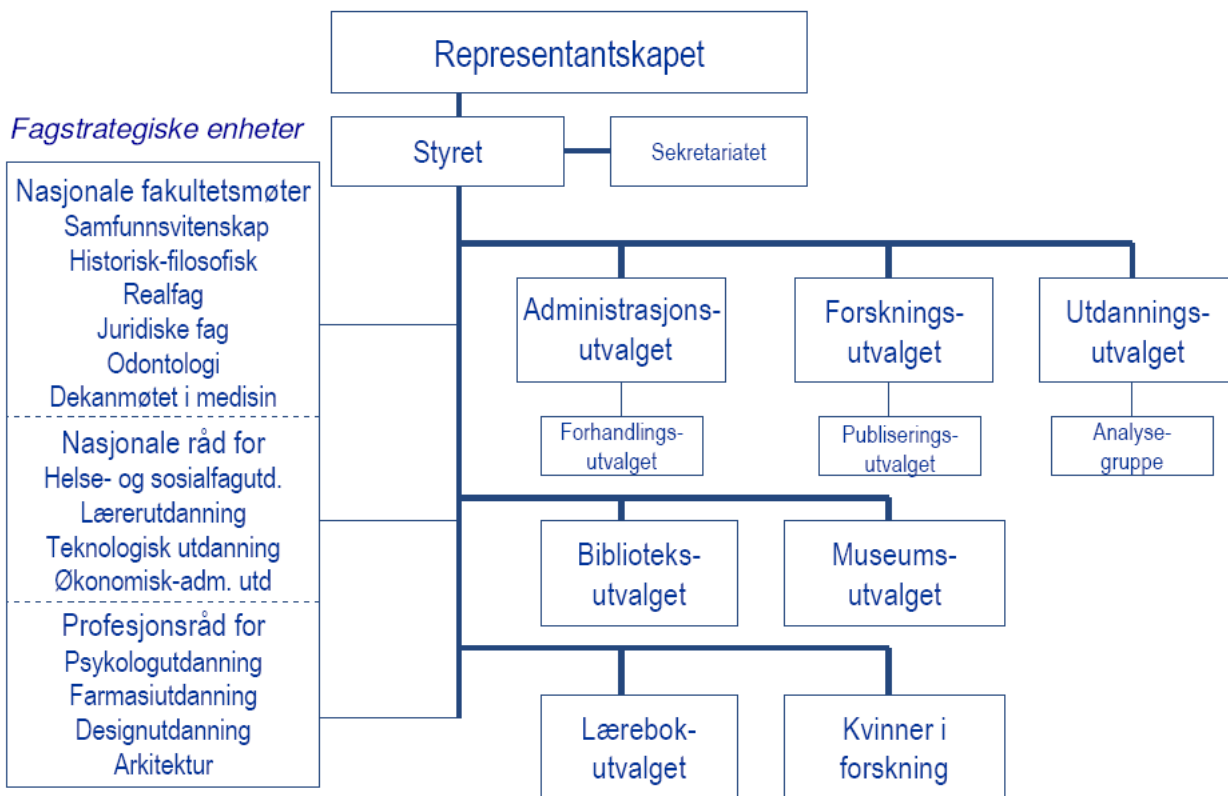 Representantskapet
Styret
Sekretariatet
Fagstrategiske enheter
Nasjonale fakultetsmøter
Samfunnsvitenskap
Historisk-filosofisk
Realfag
Juridiske fag
Odontologi
Dekanmøtet i medisin
Nasjonale råd for
Helse- og sosialfagutd.
Lærerutdanning
Teknologisk utdanning
Økonomisk-adm. utd
Profesjonsråd for
Psykologutdanning
Farmasiutdanning
Designutdanning
Arkitektur
Administrasjons-
utvalget
Forsknings-
utvalget
Utdannings-
utvalget
Forhandlings-
utvalget
Publiserings-
utvalget
Analyse-
gruppe
Biblioteks-
utvalget
Museums-
utvalget
Lærebok-
utvalget
Kvinner i
forskning